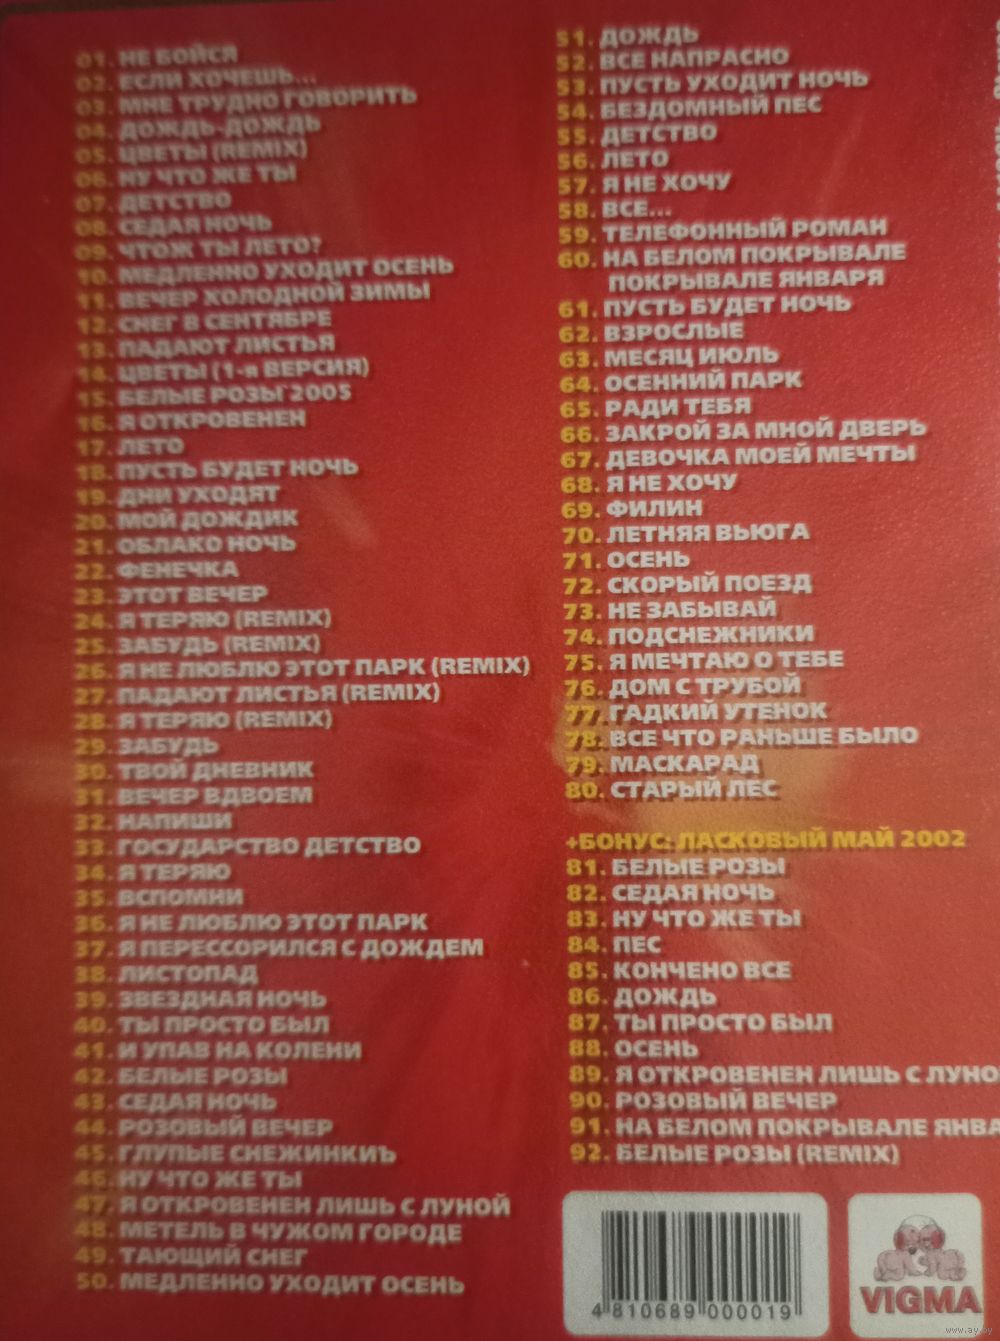 01. НЕ БОЙСЯ
02. ЕСЛИ ХОЧЕШЬ...
03. МНЕ ТРУДНО ГОВОРИТЬ
04. ДОЖДЬ-ДОЖДЬ
05. ЦВЕТЫ (REMIX)
06. НУ ЧТО ЖЕ ТЫ
07. ДЕТСТВО
08. СЕДАЯ НОЧЬ
09. ЧТОЖ ТЫ ЛЕТО?
10. МЕДЛЕННО УХОДИТ ОСЕНЬ
11. ВЕЧЕР ХОЛОДНОЙ ЗИМЫ
12. СНЕГ В СЕНТЯБРЕ
13. ПАДАЮТ ЛИСТЬЯ
14. ЦВЕТЫ (1-я ВЕРСИЯ)
15. БЕЛЫЕ РОЗЫ 2005
16. Я ОТКРОВЕНЕН
17. ЛЕТО
18. ПУСТЬ БУДЕТ НОЧЬ
19. ДНИ УХОДЯТ
20. МОЙ ДОЖДИК
21. ОБЛАКО НОЧЬ
22. ФЕНЕЧКА
23. ЭТОТ ВЕЧЕР
24. Я ТЕРЯЮ (REMIX)
25. ЗАБУДЬ (REMIX)
26. Я НЕ ЛЮБЛЮ ЭТОТ ПАРК (REMIX)
27. ПАДАЮТ ЛИСТЬЯ (REMIX)
28. Я ТЕРЯЮ (REMIX)
29. ЗАБУДЬ
30. ТВОЙ ДНЕВНИК
31. ВЕЧЕР ВДВОЕМ
32. НАПИШИ
33. ГОСУДАРСТВО ДЕТСТВО
34. Я ТЕРЯЮ
35. ВСПОМНИ
36. Я НЕ ЛЮБЛЮ ЭТОТ ПАРК
37. Я ПЕРЕССОРИЛСЯ С ДОЖДЕМ
38. ЛИСТОПАД
39. ЗВЕЗДНАЯ НОЧЬ
40. ТЫ ПРОСТО БЫЛ
41. И УПАВ НА КОЛЕНИ
42. БЕЛЫЕ РОЗЫ
43. СЕДАЯ НОЧЬ
44. РОЗОВЫЙ ВЕЧЕР
45. ГЛУПЫЕ СНЕЖИНКИЪ
46. НУ ЧТО ЖЕ ТЫ
47. Я ОТКРОВЕНЕН ЛИШЬ С ЛУНОЙ
48. МЕТЕЛЬ В ЧУЖОМ ГОРОДЕ
49. ТАЮЩИЙ СНЕГ
50. МЕДЛЕННО УХОДИТ ОСЕНЬ
51. ДОЖДЬ
52. ВСЕ НАПРАСНО
53. ПУСТЬ УХОДИТ НОЧЬ
54. БЕЗДОМНЫЙ ПЕС
55. ДЕТСТВО
56. ЛЕТО
57. Я НЕ ХОЧУ
58. ВСЕ...
59. ТЕЛЕФОННЫЙ РОМАН
60. НА БЕЛОМ ПОКРЫВАЛЕ
ПОКРЫВАЛЕ ЯНВАРЯ
61. ПУСТЬ БУДЕТ НОЧЬ
62. ВЗРОСЛЫЕ
63. МЕСЯЦ ИЮЛЬ
64. ОСЕННИЙ ПАРК
65. РАДИ ТЕБЯ
66. ЗАКРОЙ ЗА МНОЙ ДВЕРЬ
67. ДЕВОЧКА МОЕЙ МЕЧТЫ
68. Я НЕ ХОЧУ
69. ФИЛИН
70. ЛЕТНЯЯ ВЬЮГА
71. ОСЕНЬ
72. СКОРЫЙ ПОЕЗД
73. НЕ ЗАБЫВАЙ
74. ПОДСНЕЖНИКИ
75. Я МЕЧТАЮ О ТЕБЕ
76. ДОМ С ТРУБОЙ
77. ГАДКИЙ УТЕНОК
78. ВСЕ ЧТО РАНЬШЕ БЫЛО
79. МАСКАРАД
80. СТАРЫЙ ЛЕС
+БОНУС: ЛАСКОВЫЙ МАЙ 2002
81. БЕЛЫЕ РОЗЫ
82. СЕДАЯ НОЧЬ
83. НУ ЧТО ЖЕ ТЫ
84. ПЕС
85. КОНЧЕНО ВСЕ
86. ДОЖДЬ
87. ТЫ ПРОСТО БЫЛ
88. ОСЕНЬ
89. Я ОТКРОВЕНЕН ЛИШЬ С ЛУНО
90. РОЗОВЫЙ ВЕЧЕР
91. НА БЕЛОМ ПОКРЫВАЛЕ ЯНВА
92. БЕЛЫЕ РОЗЫ (REMIX)
4 810689 000019
VIGMA